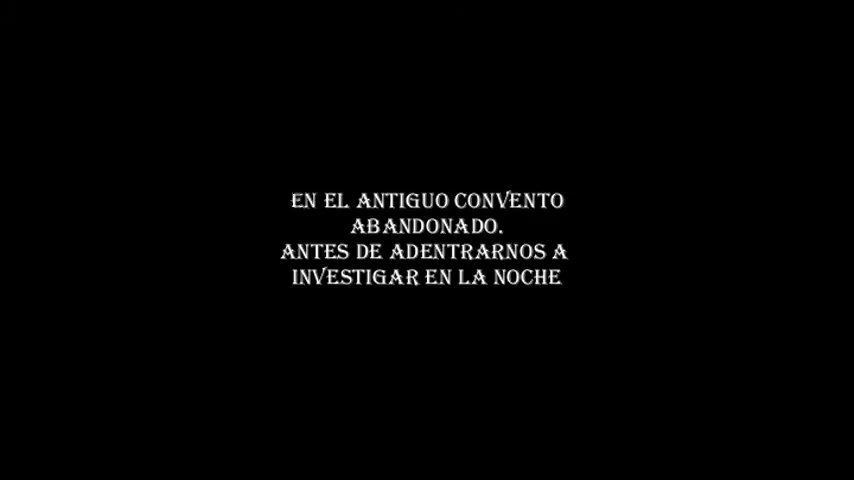 EN EL ANTIGUO CONVENTO
ABANDONADO.
ANTES DE ADENTRARNOS A
INVESTIGAR EN LA NOCHE